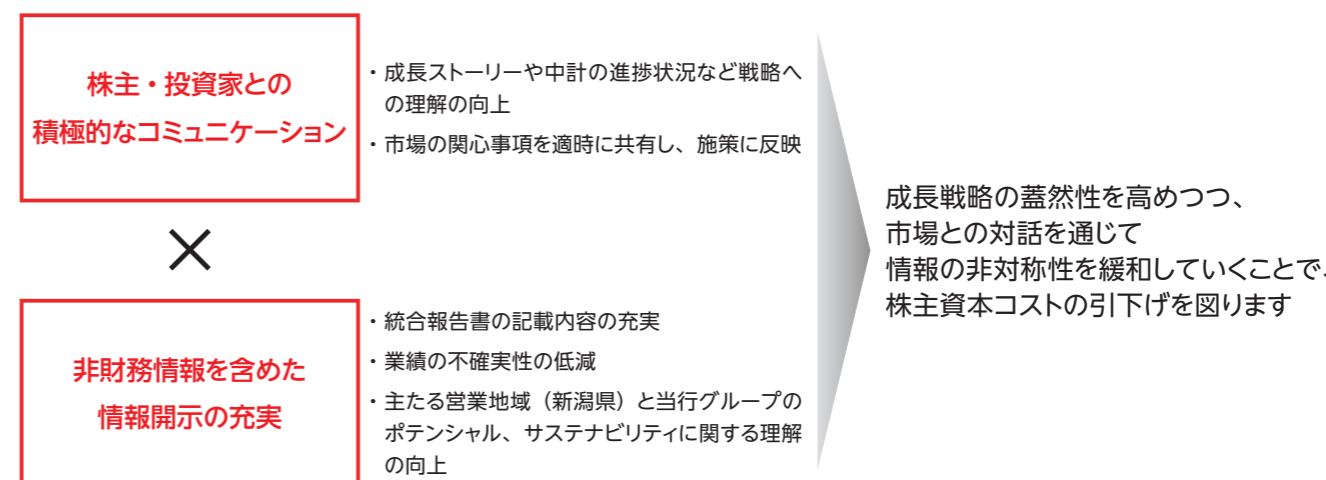 株主・投資家との
積極的なコミュニケーション
・成長ストーリーや中計の進捗状況など戦略へ
の理解の向上
・市場の関心事項を適時に共有し、施策に反映
×
非財務情報を含めた
情報開示の充実
・統合報告書の記載内容の充実
・業績の不確実性の低減
・主たる営業地域（新潟県）と当行グループの
ポテンシャル、サステナビリティに関する理解
の向上
成長戦略の蓋然性を高めつつ、
市場との対話を通じて
情報の非対称性を緩和していくことで、
株主資本コストの引下げを図ります